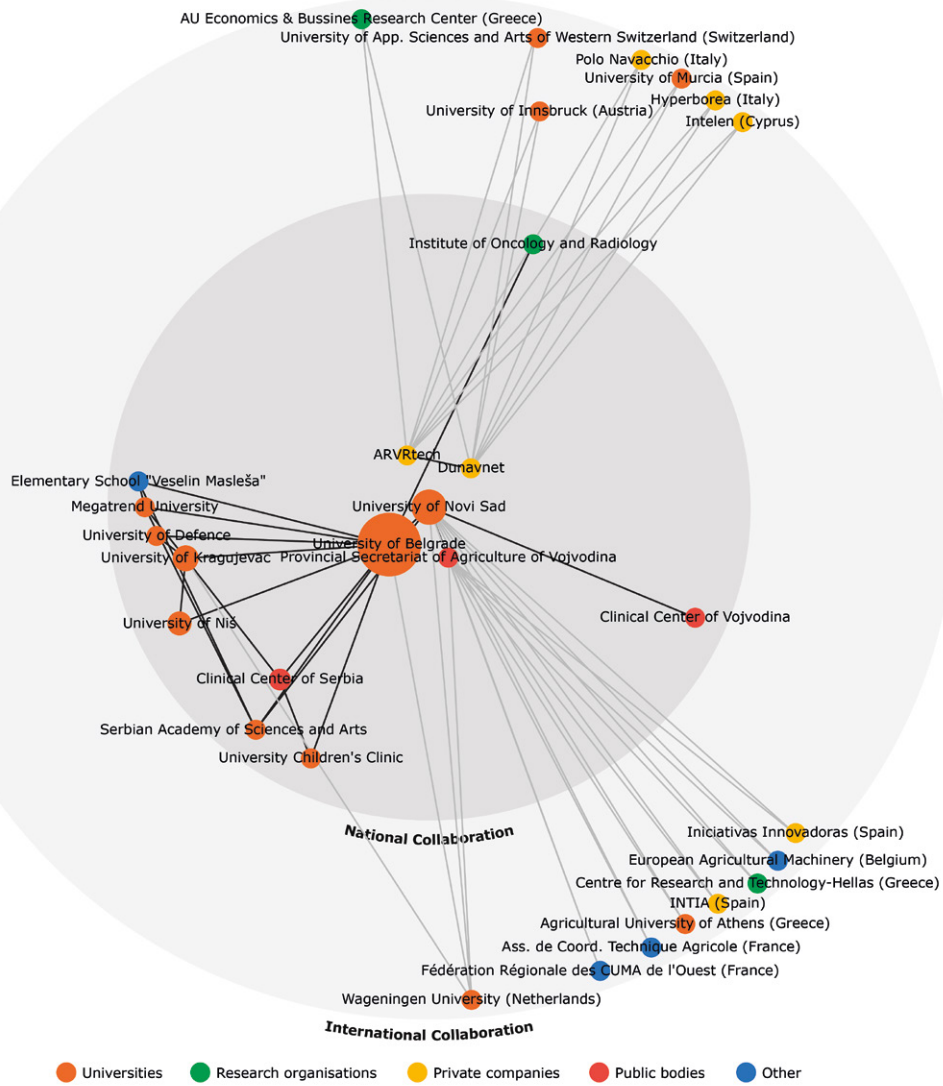 AU Economics & Bussines Research Center (Greece)
University of App. Sciences and Arts of Western Switzerland (Switzerland)
Polo Navacchio (Italy)
University of Murcia (Spain)
Hyperborea (Italy)
University of Innsbruck (Austria)
Intelen (Cyprus)
Institute of Oncology and Radiology
ARVRtech
Dunavnet
Elementary School "Veselin Masleša"
Megatrend University
University of Novi Sad
University of Defence
University of Belgrade
University of Kragujevac
Provincial Secretariat of Agriculture of Vojvodina
Clinical Center of Vojvodina
University of Niš
Clinical Center of Serbia
Serbian Academy of Sciences and Arts
University Children's Clinic
National Collaboration
Iniciativas Innovadoras (Spain)
European Agricultural Machinery (Belgium)
Centre for Research and Technology-Hellas (Greece)
INTIA (Spain)
Agricultural University of Athens (Greece)
Ass. de Coord. Technique Agricole (France)
Fédération Régionale des CUMA de l'Ouest (France)
Wageningen University (Netherlands)
International Collaboration
Universities
Research organisations
Private companies
Public bodies
Other